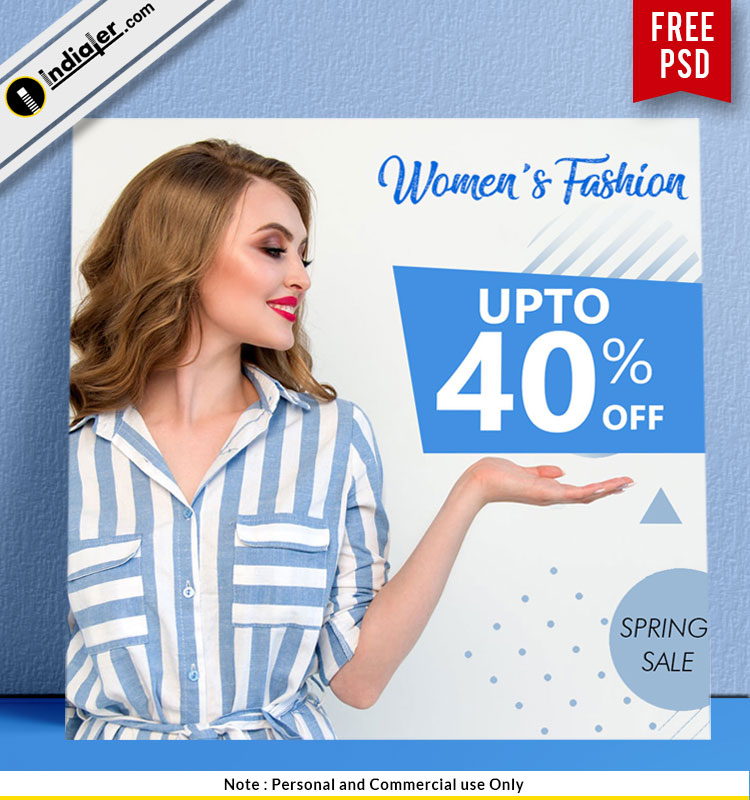 Indiater.com
FREE
PSD
Women's Fashion
UPTO
40%
OFF
SPRING
SALE
Note : Personal and Commercial use Only